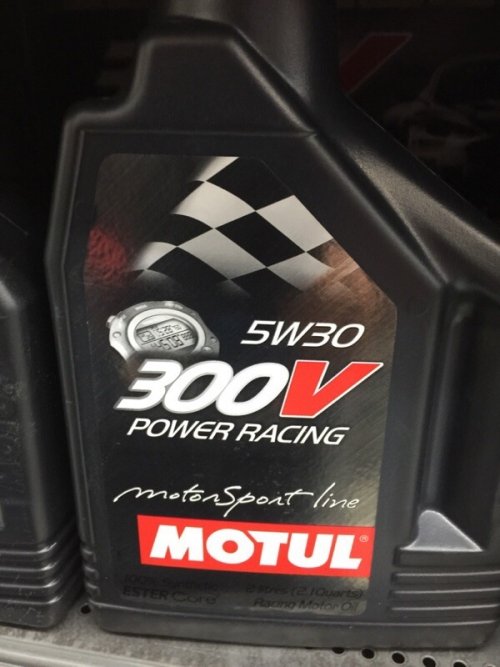 5W30
300V
POWER RACING
motorSport line
MOTUL®
100% Synthetic
ESTER Core
2 litres (2.1Quarts)
Racing Motor Oil